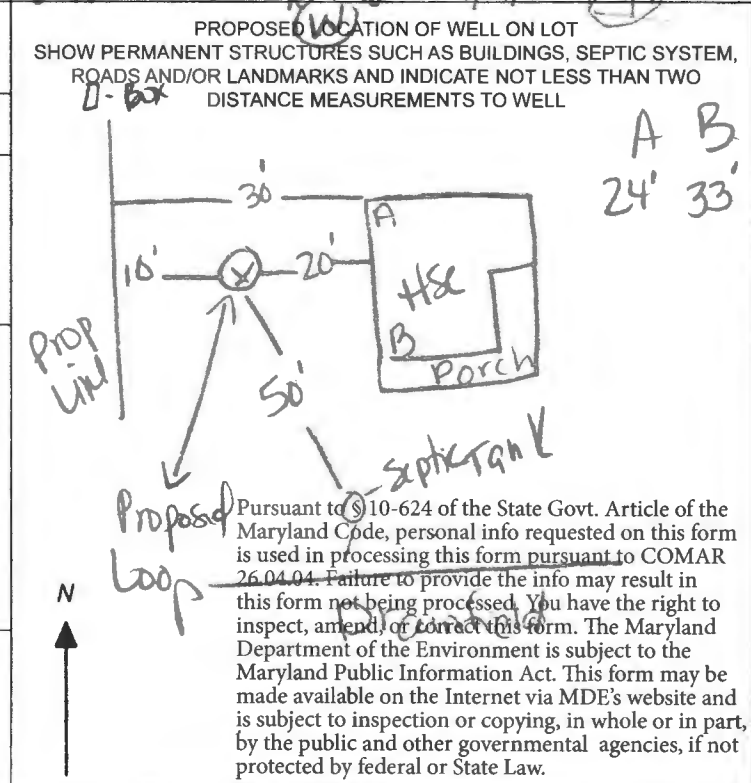 W
PROPOSED LOCATION OF WELL ON LOT
SHOW PERMANENT STRUCTURES SUCH AS BUILDINGS, SEPTIC SYSTEM,
ROADS AND/OR LANDMARKS AND INDICATE NOT LESS THAN TWO
DISTANCE MEASUREMENTS TO WELL
D-Box
A B
24' 33'
30'
A
10'
X
20'
HSE
B
Porch
Prop
Line
50'
Septic Tank
Proposed
Loop
Drainfield
N
Pursuant to § 10-624 of the State Govt. Article of the
Maryland Code, personal info requested on this form
is used in processing this form pursuant to COMAR
26.04.04. Failure to provide the info may result in
this form not being processed. You have the right to
inspect, amend, or correct this form. The Maryland
Department of the Environment is subject to the
Maryland Public Information Act. This form may be
made available on the Internet via MDE's website and
is subject to inspection or copying, in whole or in part,
by the public and other governmental agencies, if not
protected by federal or State Law.